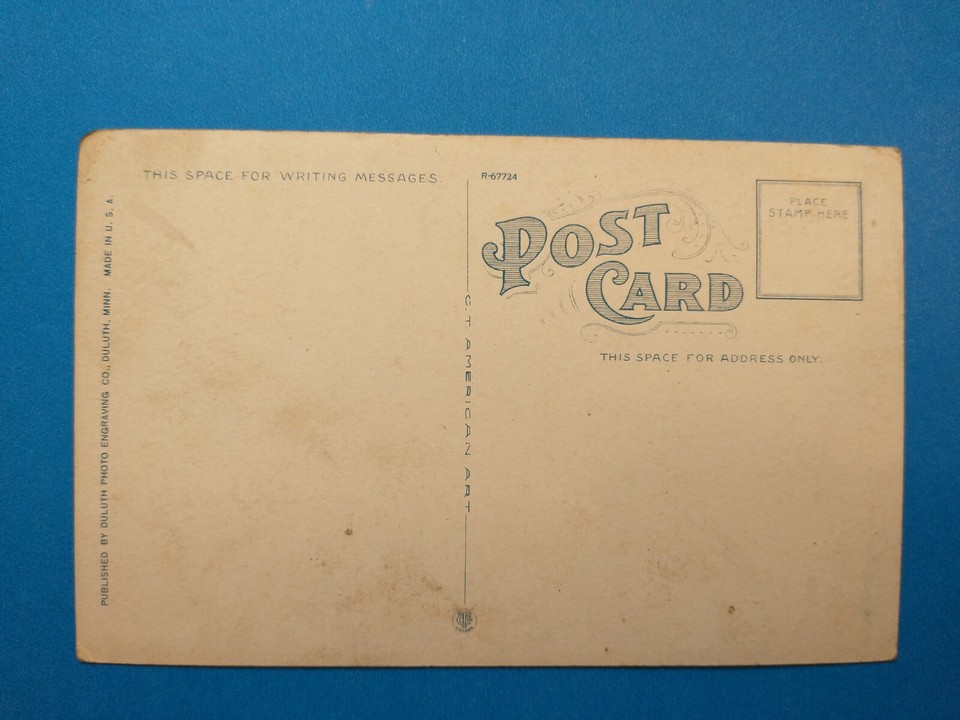 THIS SPACE FOR WRITING MESSAGES.
R-67724
POST
CARD
PLACE
STAMP HERE
THIS SPACE FOR ADDRESS ONLY.
C. T. AMERICAN ART
PUBLISHED BY DULUTH PHOTO ENGRAVING CO., DULUTH, MINN. MADE IN U. S. A.